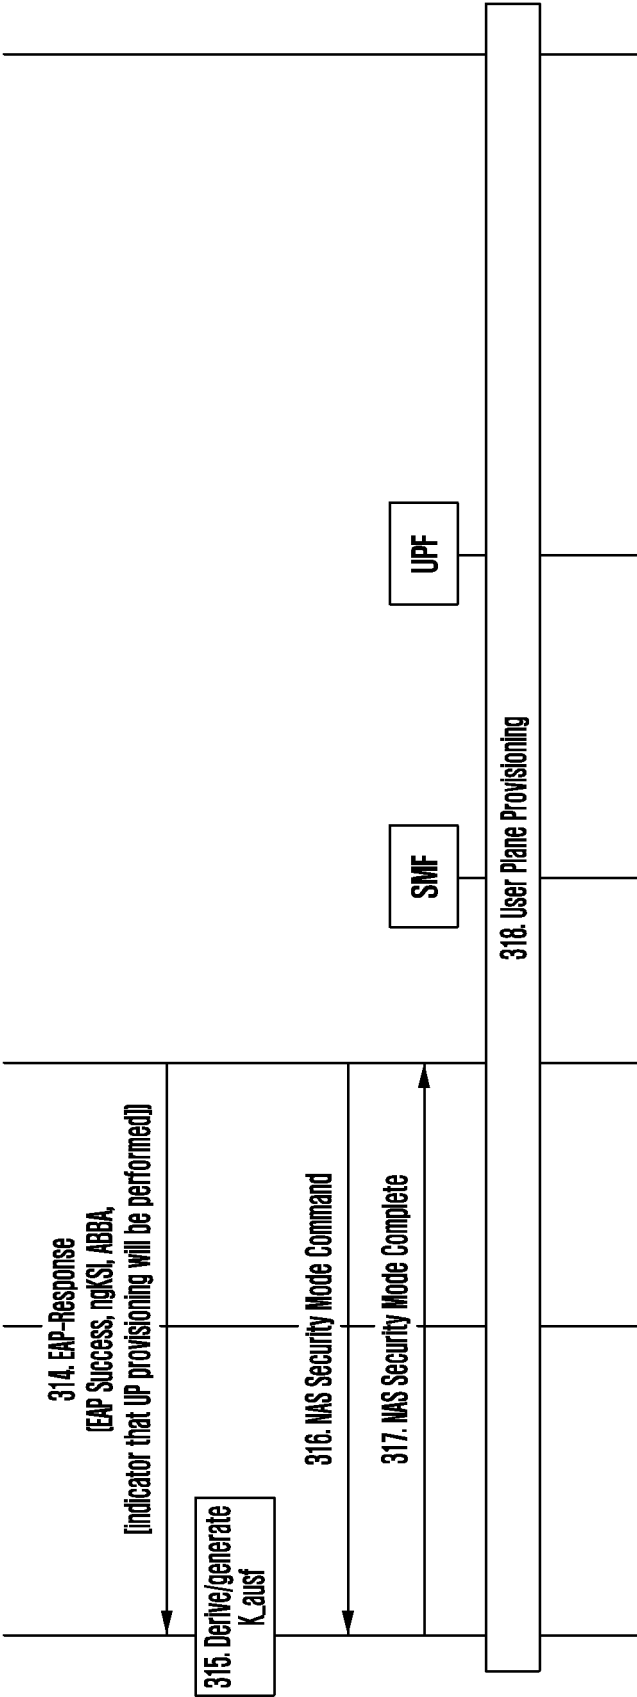 314. EAP-Response
(EAP Success, ngKSI, ABBA,
[indicator that UP provisioning will be performed])
315. Derive/generate
K_ausf
316. NAS Security Mode Command
317. NAS Security Mode Complete
SMF
UPF
318. User Plane Provisioning